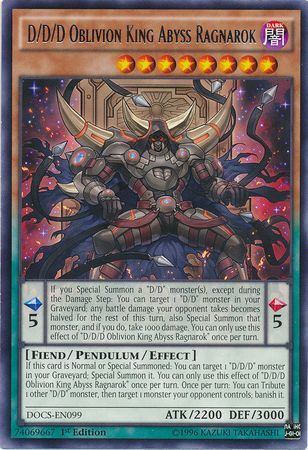 D/D/D OBLIVION KING ABYSS RAGNAROK
DARK
闇
5
5
If you Special Summon a "D/D" monster(s), except during
the Damage Step: You can target 1 "D/D" monster in your
Graveyard; any battle damage your opponent takes becomes
halved for the rest of this turn, also Special Summon that
monster, and if you do, take 1000 damage. You can only use this
effect of "D/D/D Oblivion King Abyss Ragnarok" once per turn.
[FIEND / PENDULUM / EFFECT]
If this card is Normal or Special Summoned: You can target 1 "D/D" monster
in your Graveyard; Special Summon it. You can only use this effect of "D/D/D
Oblivion King Abyss Ragnarok" once per turn. Once per turn: You can Tribute
1 other "D/D" monster, then target 1 monster your opponent controls; banish it.
DOCS-EN099
ATK/2200 DEF/3000
74069667
1st Edition
©1996 KAZUKI TAKAHASHI